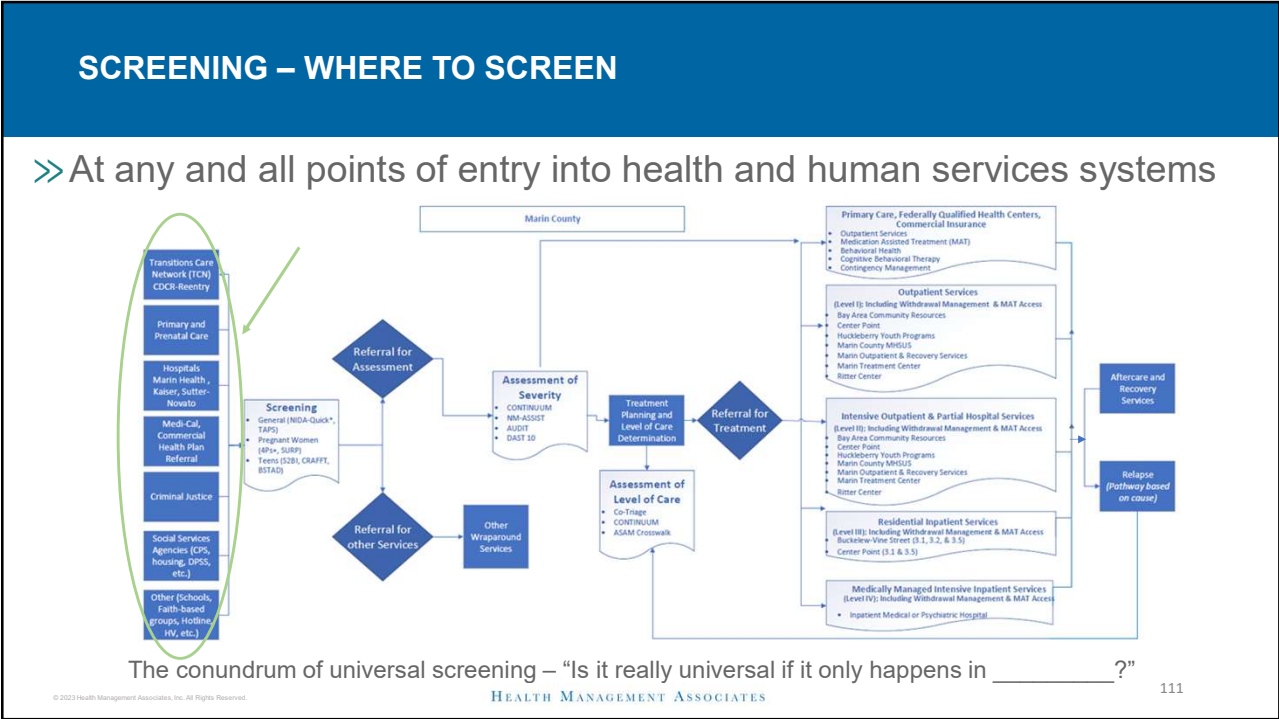 SCREENING – WHERE TO SCREEN
At any and all points of entry into health and human services systems
Marin County
Transitions Care
Network (TCN)
CDCR-Reentry
Primary and
Prenatal Care
Hospitals
Marin Health ,
Kaiser, Sutter-
Novato
Medi-Cal,
Commercial
Health Plan
Referral
Criminal Justice
Social Services
Agencies (CPS,
housing, DPSS,
etc.)
Other (Schools,
Faith-based
groups, Hotline,
HV, etc.)
Screening
• General (NIDA-Quick*,
TAPS)
• Pregnant Women
(4Ps+, SURP)
• Teens (S2BI, CRAFFT,
BSTAD)
Referral for
Assessment
Referral for
other Services
Other
Wraparound
Services
Assessment of
Severity
• CONTINUUM
• NM-ASSIST
• AUDIT
• DAST 10
Treatment
Planning and
Level of Care
Determination
Assessment of
Level of Care
• Co-Triage
• CONTINUUM
• ASAM Crosswalk
Referral for
Treatment
Primary Care, Federally Qualified Health Centers,
Commercial Insurance
• Outpatient Services
• Medication Assisted Treatment (MAT)
• Behavioral Health
• Cognitive Behavioral Therapy
• Contingency Management
Outpatient Services
(Level I); Including Withdrawal Management & MAT Access
• Bay Area Community Resources
• Center Point
• Huckleberry Youth Programs
• Marin County MHSUS
• Marin Outpatient & Recovery Services
• Marin Treatment Center
• Ritter Center
Intensive Outpatient & Partial Hospital Services
(Level II); Including Withdrawal Management & MAT Access
• Bay Area Community Resources
• Center Point
• Huckleberry Youth Programs
• Marin County MHSUS
• Marin Outpatient & Recovery Services
• Marin Treatment Center
• Ritter Center
Residential Inpatient Services
(Level III); Including Withdrawal Management & MAT Access
• Buckelew-Vine Street (3.1, 3.2, & 3.5)
• Center Point (3.1 & 3.5)
Medically Managed Intensive Inpatient Services
(Level IV); Including Withdrawal Management & MAT Access
• Inpatient Medical or Psychiatric Hospital
Aftercare and
Recovery
Services
Relapse
(Pathway based
on cause)
The conundrum of universal screening – “Is it really universal if it only happens in _________?”
© 2023 Health Management Associates, Inc. All Rights Reserved.
HEALTH MANAGEMENT ASSOCIATES
111